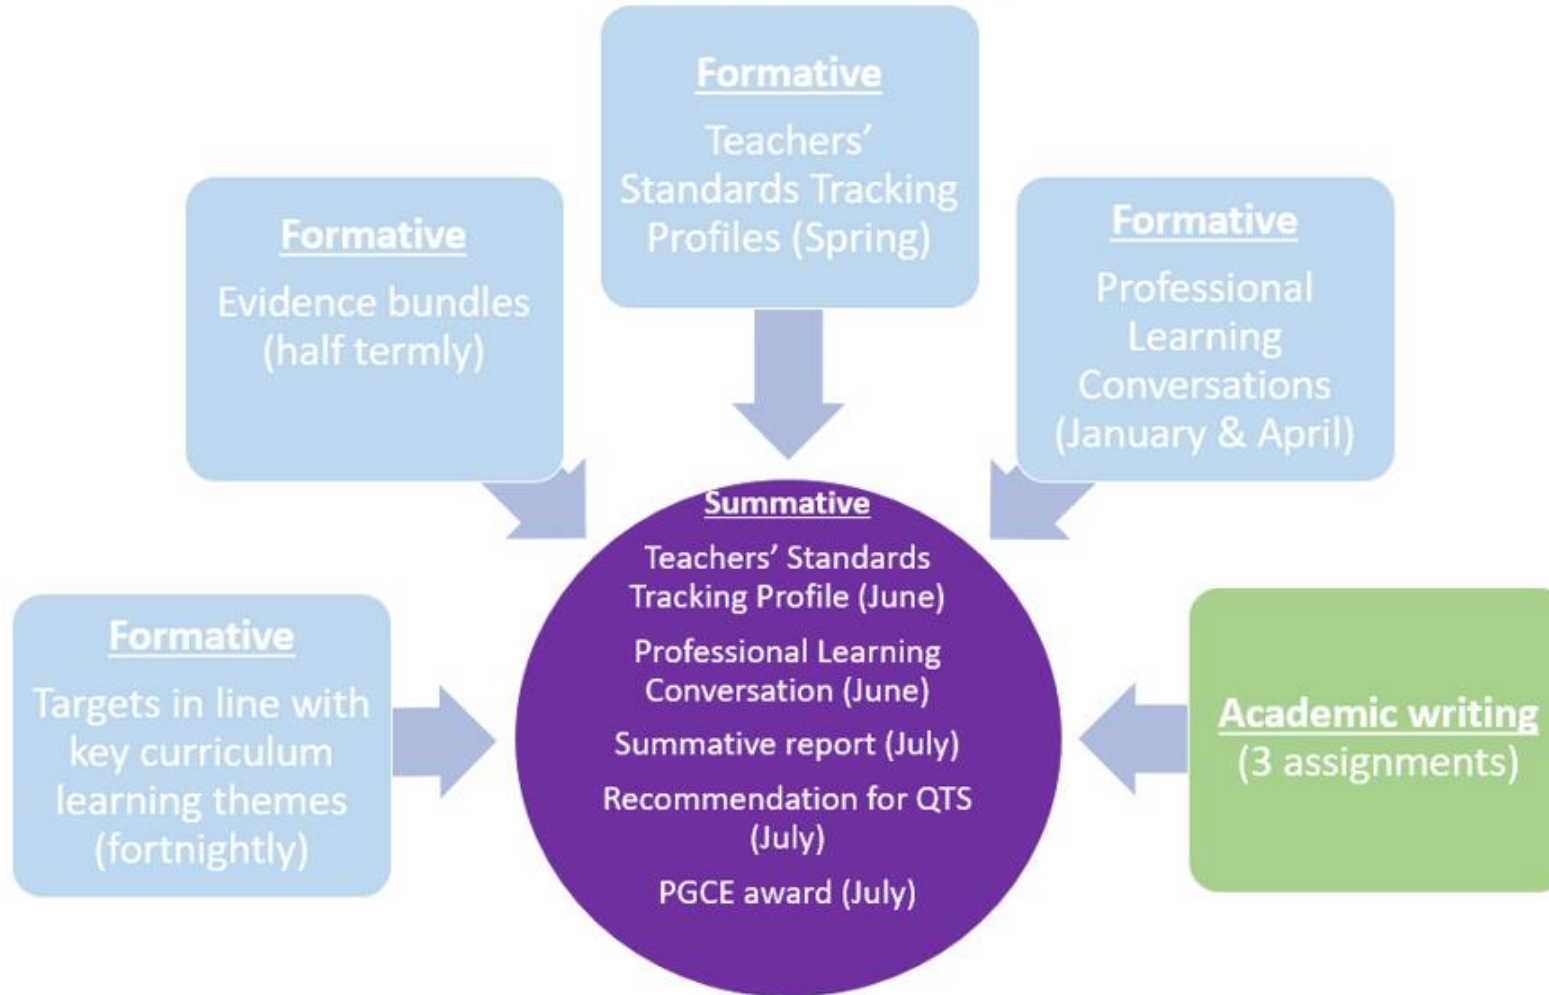 Formative
Teachers’
Standards Tracking
Profiles (Spring)
Formative
Evidence bundles
(half termly)
Formative
Professional
Learning
Conversations
(January & April)
Formative
Targets in line with
key curriculum
learning themes
(fortnightly)
Summative
Teachers’ Standards
Tracking Profile (June)
Professional Learning
Conversation (June)
Summative report (July)
Recommendation for QTS
(July)
PGCE award (July)
Academic writing
(3 assignments)